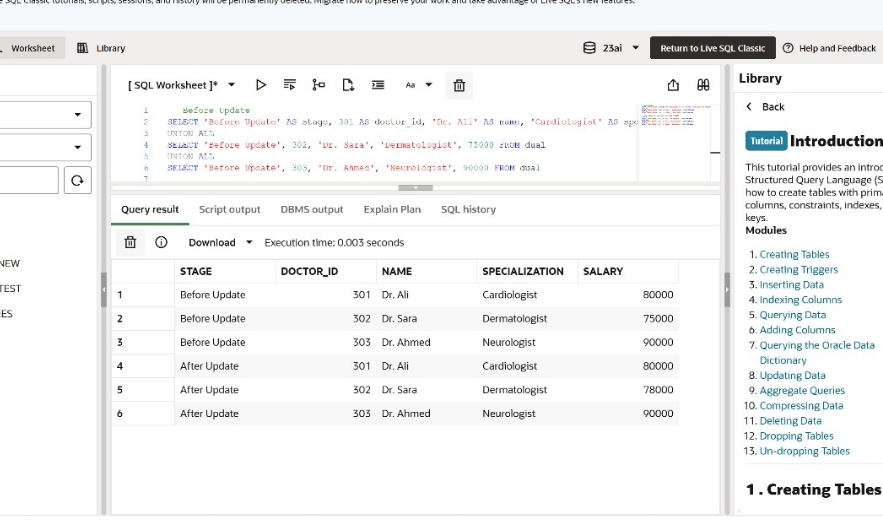 SQL Classic tutorials, scripts, sessions, and history will be permanently deleted. Migrate now to preserve your work and take advantage of Live SQL's new features.
Worksheet Library 23ai Return to Live SQL Classic Help and Feedback
[ SQL Worksheet ]* Aa
Library
Back
Tutorial Introduction
This tutorial provides an
Structured Query Language
how to create tables with
columns, constraints, indexes,
keys.
Modules
1. Creating Tables
2. Creating Triggers
3. Inserting Data
4. Indexing Columns
5. Querying Data
6. Adding Columns
7. Querying the Oracle Data
Dictionary
8. Updating Data
9. Aggregate Queries
10. Compressing Data
11. Deleting Data
12. Dropping Tables
13. Un-dropping Tables
1 . Creating Tables
1 Before Update
2 SELECT 'Before Update' AS stage, 301 AS doctor_id, 'Dr. Ali' AS name, 'Cardiologist' AS
3 UNION ALL
4 SELECT 'Before Update', 302, 'Dr. Sara', 'Dermatologist', 75000 FROM dual
5 UNION ALL
6 SELECT 'Before Update', 303, 'Dr. Ahmed', 'Neurologist', 90000 FROM dual
7
Query result Script output DBMS output Explain Plan SQL history
Download Execution time: 0.003 seconds
STAGE DOCTOR_ID NAME SPECIALIZATION SALARY
1 Before Update 301 Dr. Ali Cardiologist 80000
2 Before Update 302 Dr. Sara Dermatologist 75000
3 Before Update 303 Dr. Ahmed Neurologist 90000
4 After Update 301 Dr. Ali Cardiologist 80000
5 After Update 302 Dr. Sara Dermatologist 78000
6 After Update 303 Dr. Ahmed Neurologist 90000
NEW
TEST